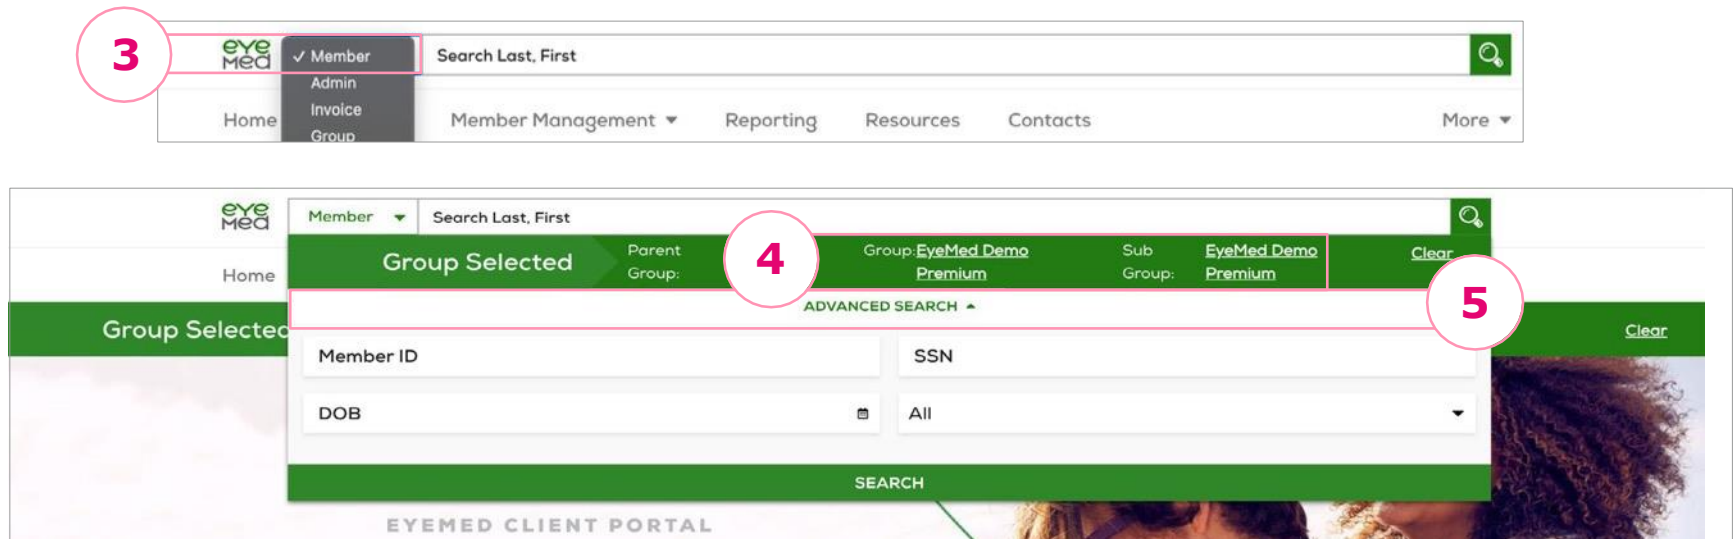 3
eye
med
✓ Member
Search Last, First
Admin
Invoice
Group
Home
Member Management
Reporting
Resources
Contacts
More
eye
med
Member
Search Last, First
Group Selected
Parent
Group:
4
Group: EyeMed Demo
Premium
Sub
Group:
EyeMed Demo
Premium
Clear
Home
ADVANCED SEARCH
5
Group Selected
Clear
Member ID
SSN
DOB
All
SEARCH
EYEMED CLIENT PORTAL